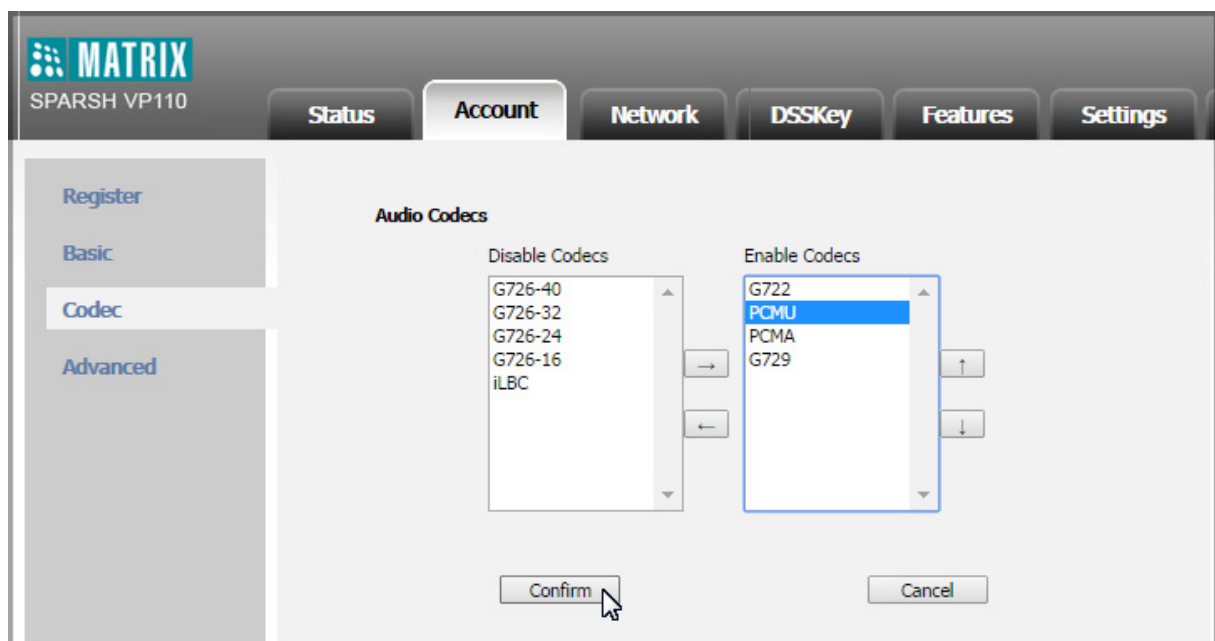 MATRIX
SPARSH VP110
Status Account Network DSSKey Features Settings
Register
Basic
Codec
Advanced
Audio Codecs
Disable Codecs Enable Codecs
G726-40 G722
G726-32 PCMU
G726-24 PCMA
G726-16 G729
iLBC
→
←
↑
↓
Confirm Cancel